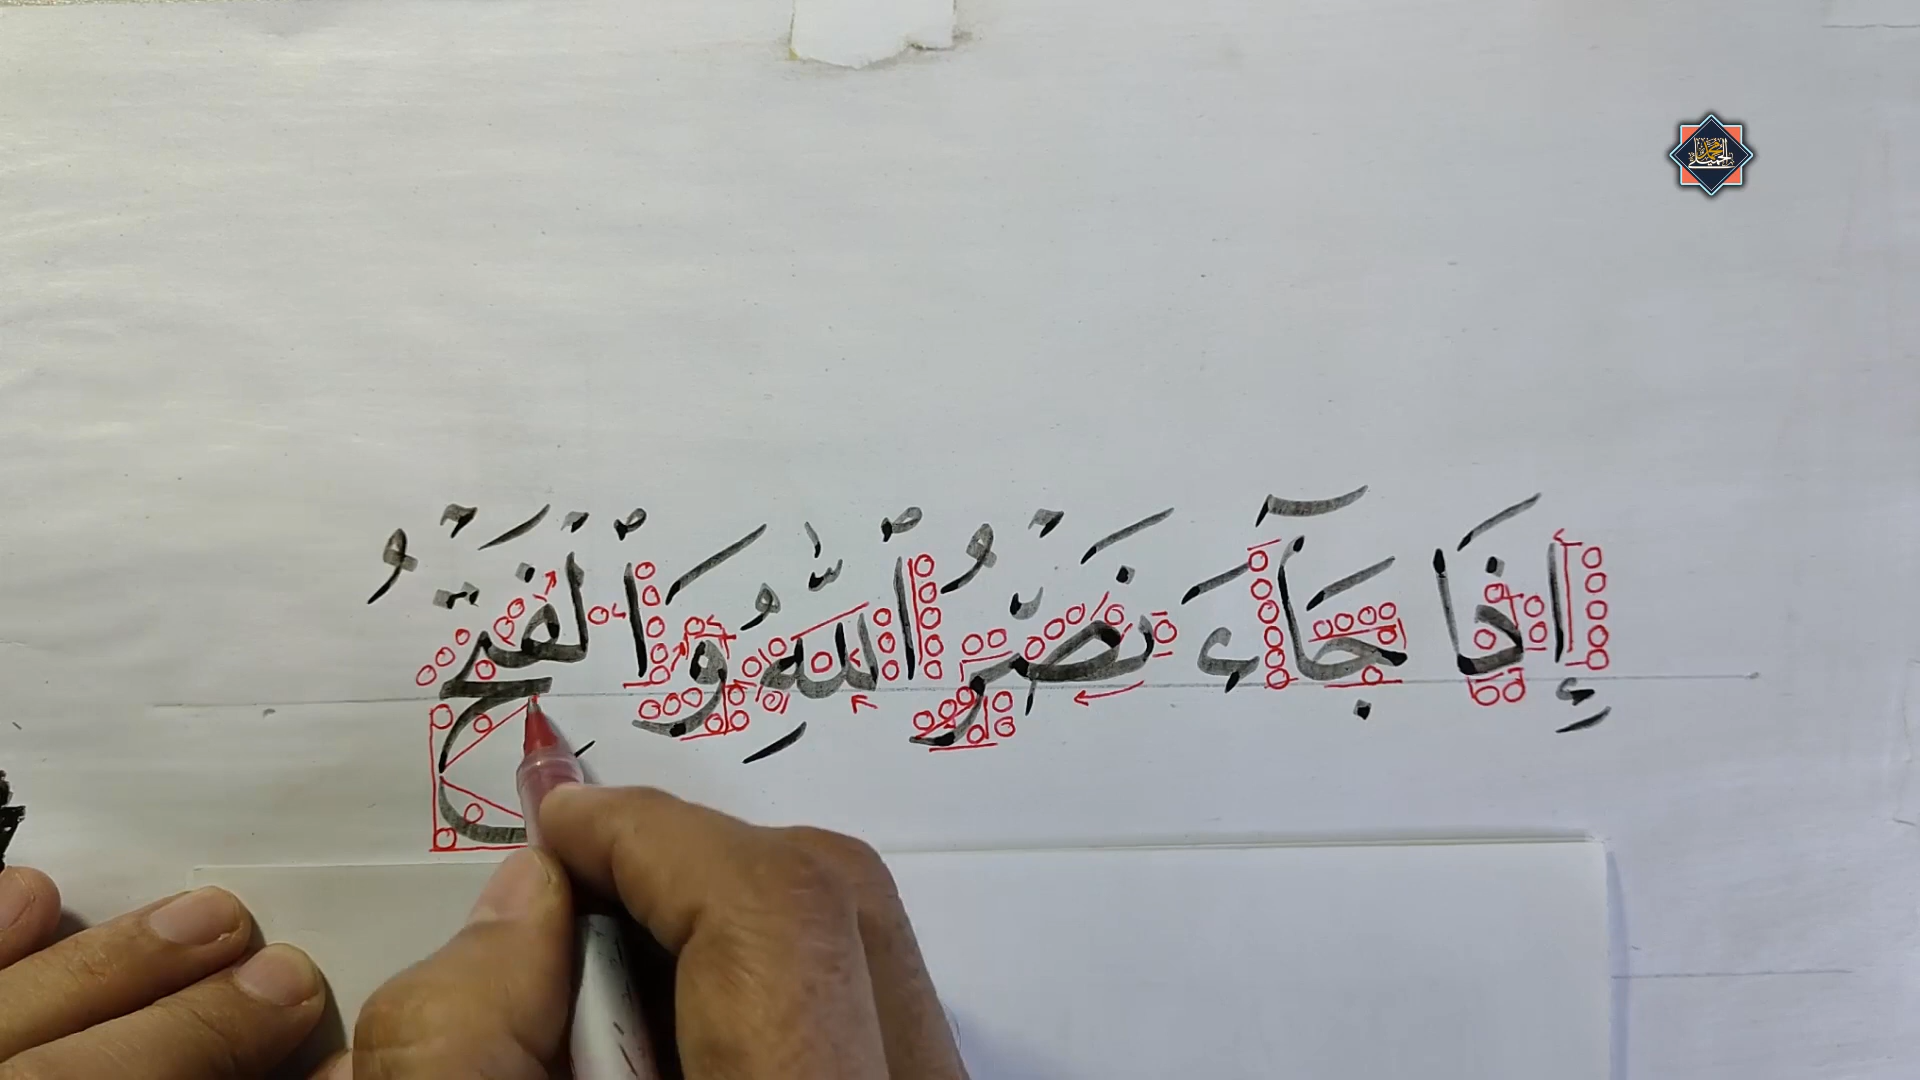 إِذَا جَآءَ نَصْرُ ٱللَّهِ وَٱلْفَتْحُ